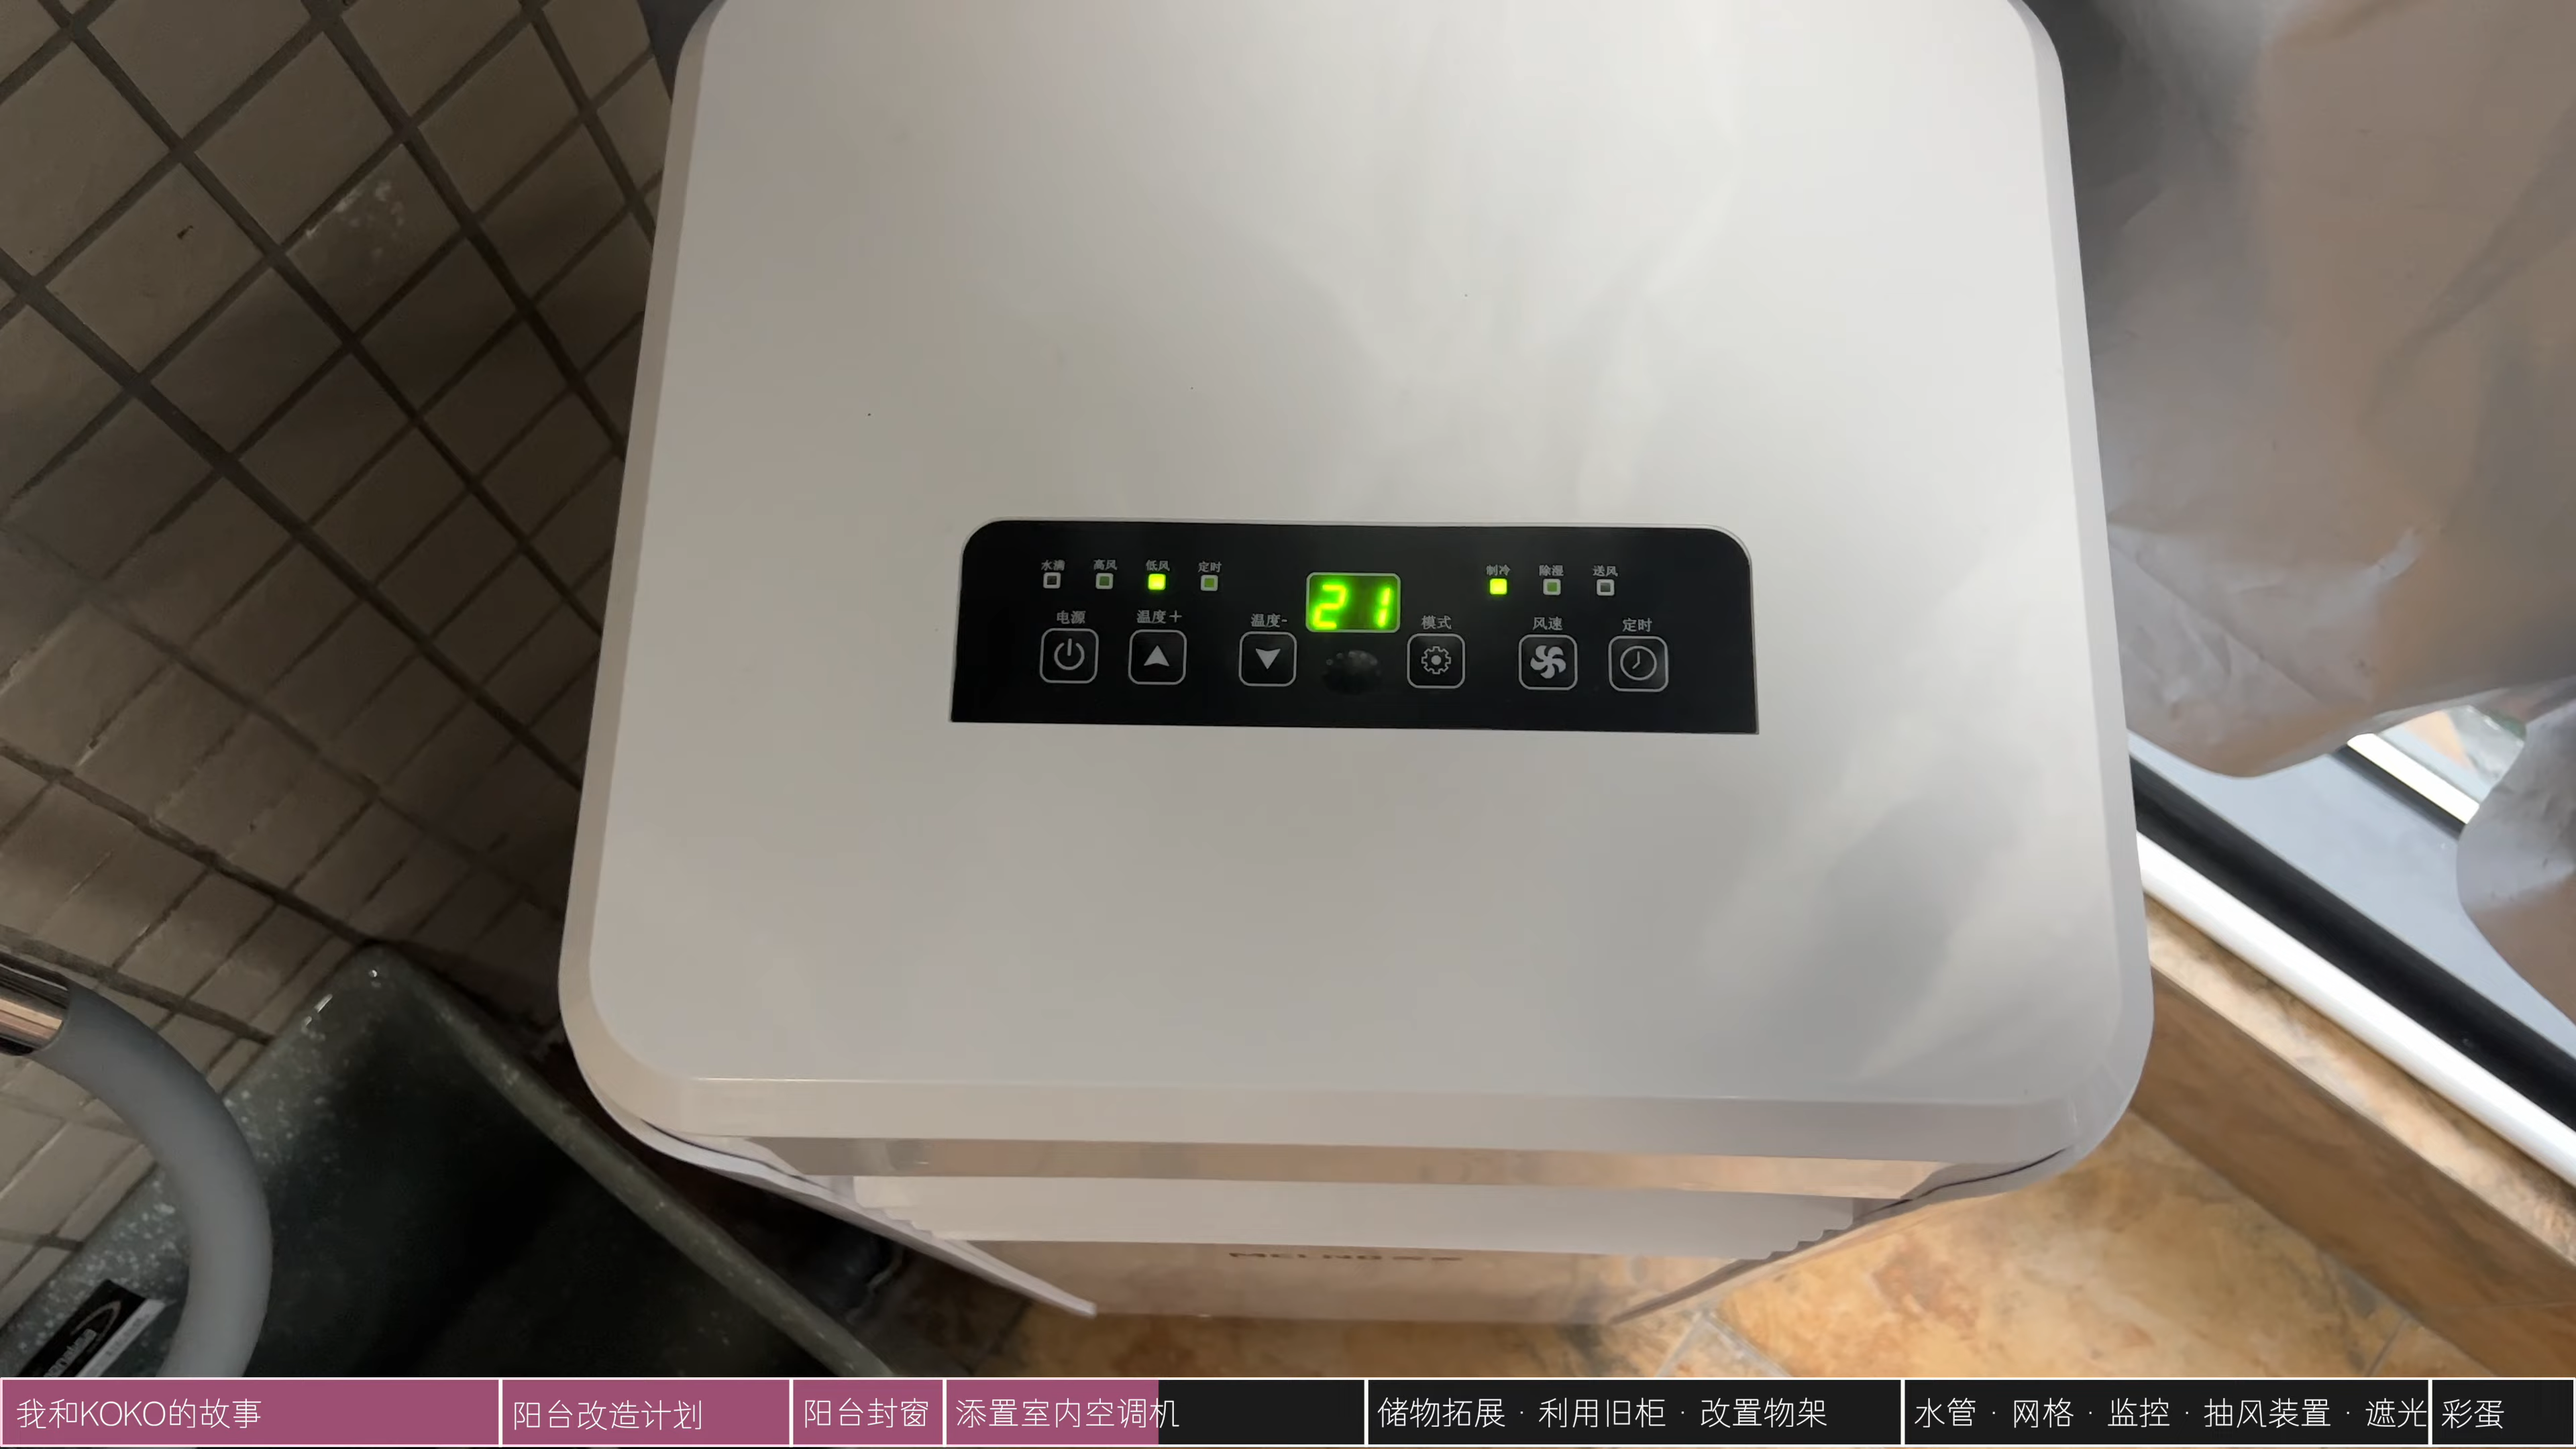 水满 高风 低风 定时
制冷 除湿 送风
21
电源 温度+ 温度- 模式 风速 定时
我和KOKO的故事 阳台改造计划 阳台封窗 添置室内空调机 储物拓展 · 利用旧柜 · 改置物架 水管 · 网格 · 监控 · 抽风装置 · 遮光 彩蛋